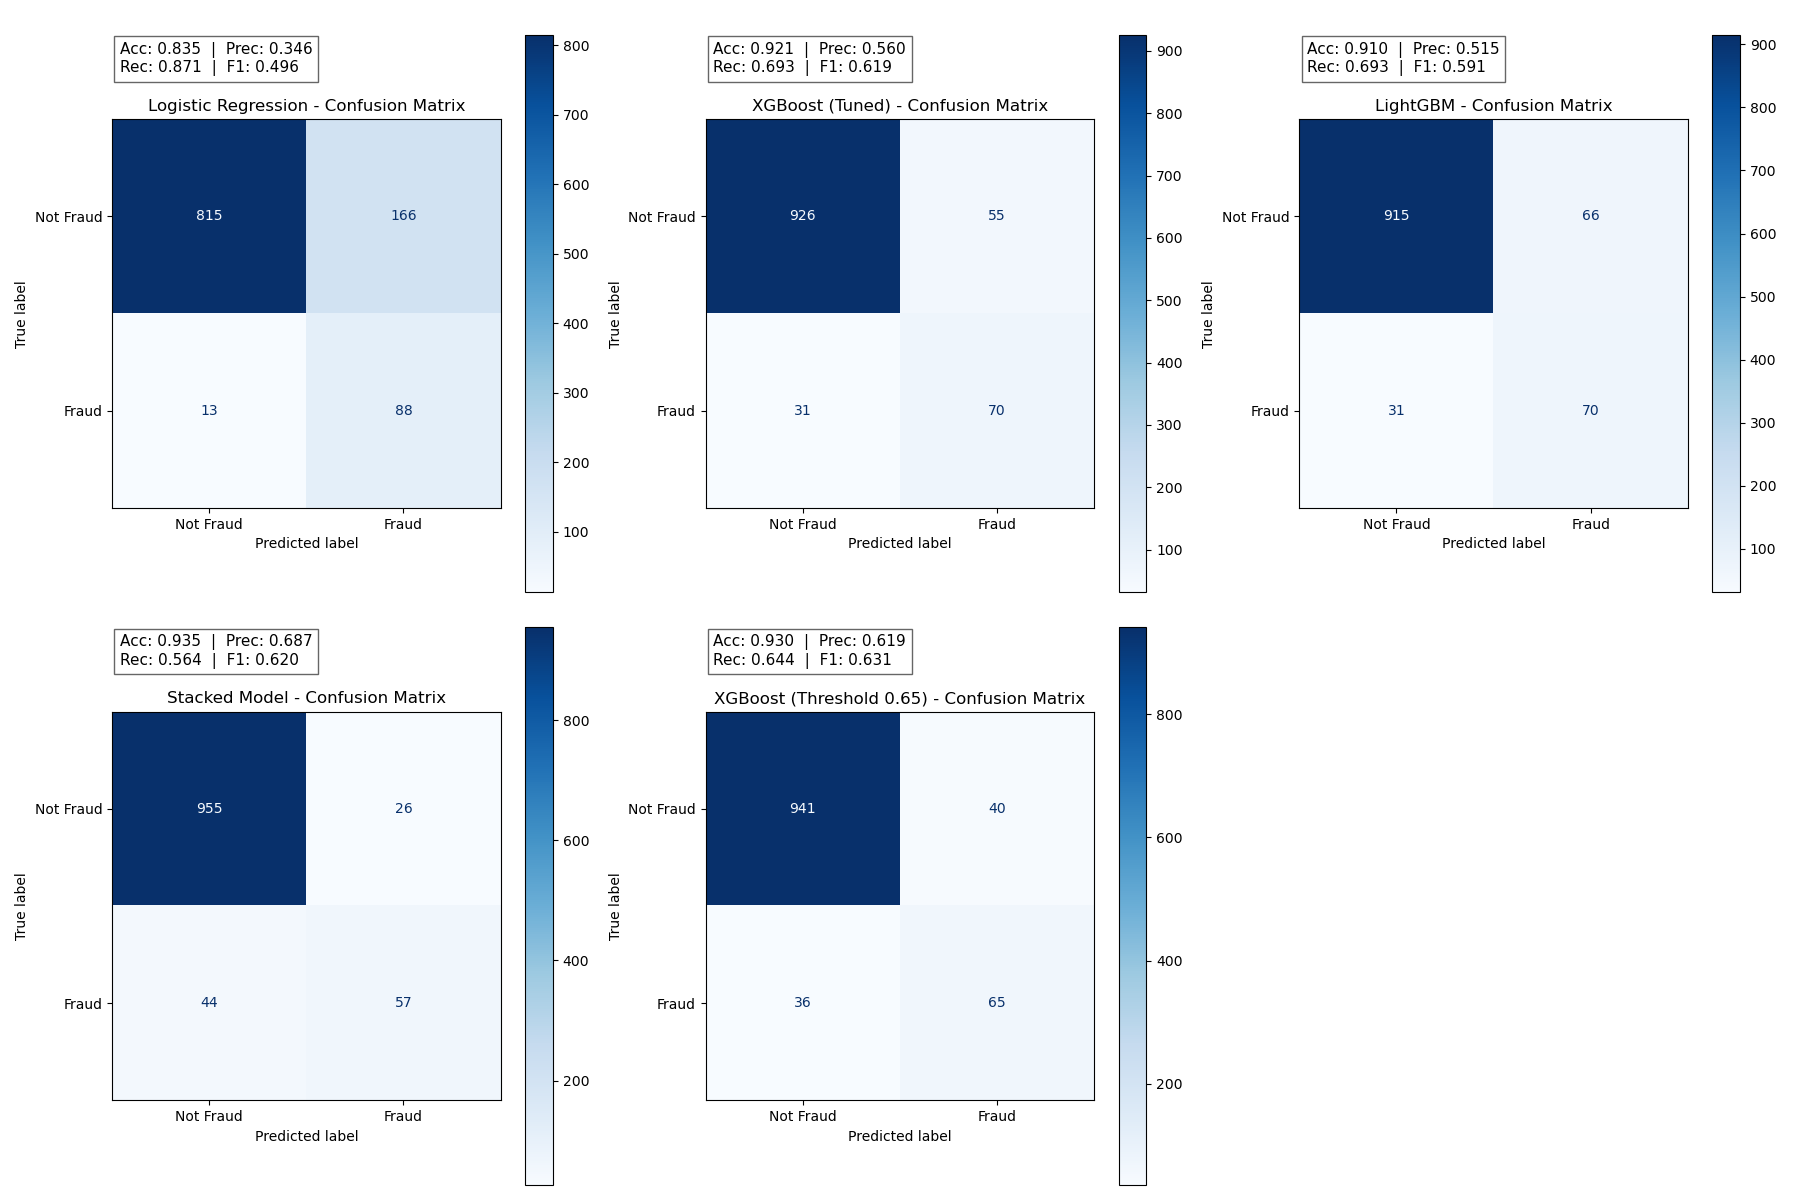 Acc: 0.835 | Prec: 0.346
Rec: 0.871 | F1: 0.496
Logistic Regression - Confusion Matrix
True label
Not Fraud
Fraud
815
166
13
88
Not Fraud
Fraud
Predicted label
800
700
600
500
400
300
200
100
Acc: 0.921 | Prec: 0.560
Rec: 0.693 | F1: 0.619
XGBoost (Tuned) - Confusion Matrix
True label
Not Fraud
Fraud
926
55
31
70
Not Fraud
Fraud
Predicted label
900
800
700
600
500
400
300
200
100
Acc: 0.910 | Prec: 0.515
Rec: 0.693 | F1: 0.591
LightGBM - Confusion Matrix
True label
Not Fraud
Fraud
915
66
31
70
Not Fraud
Fraud
Predicted label
900
800
700
600
500
400
300
200
100
Acc: 0.935 | Prec: 0.687
Rec: 0.564 | F1: 0.620
Stacked Model - Confusion Matrix
True label
Not Fraud
Fraud
955
26
44
57
Not Fraud
Fraud
Predicted label
800
600
400
200
Acc: 0.930 | Prec: 0.619
Rec: 0.644 | F1: 0.631
XGBoost (Threshold 0.65) - Confusion Matrix
True label
Not Fraud
Fraud
941
40
36
65
Not Fraud
Fraud
Predicted label
800
600
400
200